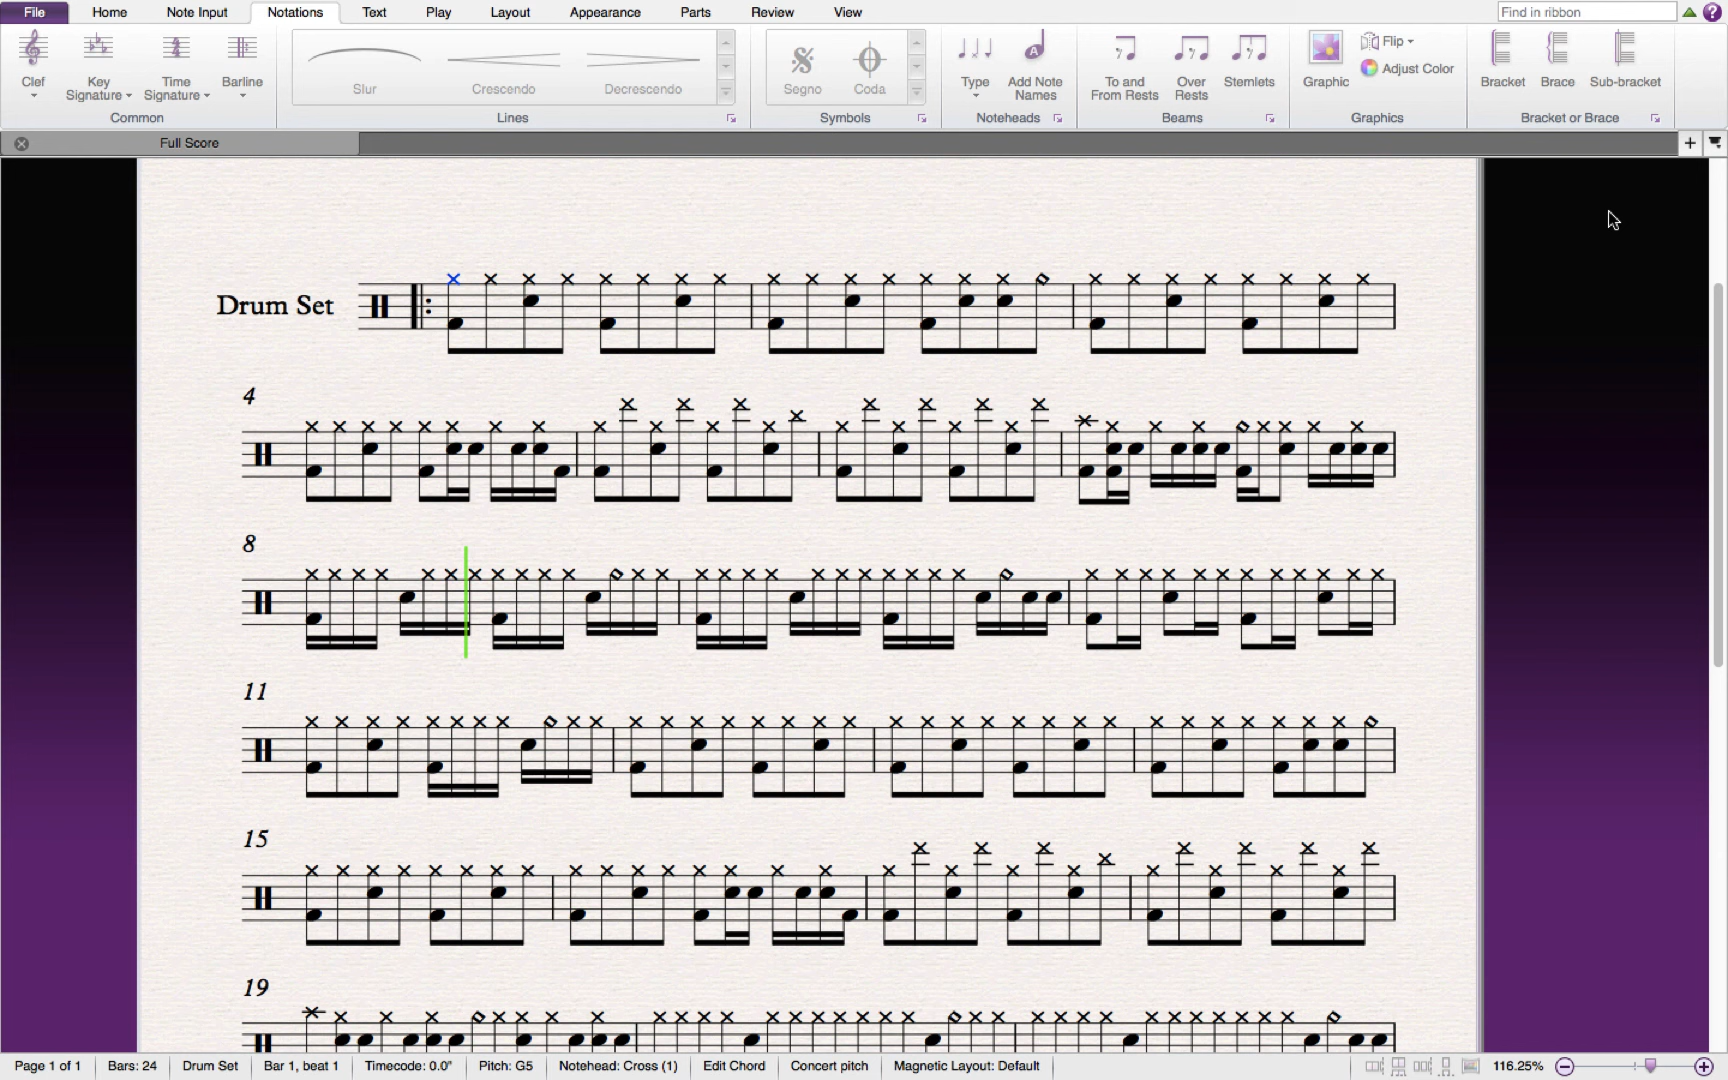 File Home Note Input Notations Text Play Layout Appearance Parts Review View Find in ribbon ?
Clef Key Signature Time Signature Barline
Common
Slur Crescendo Decrescendo
Lines
Segno Coda
Symbols
Type Add Note Names
Noteheads
To and From Rests Over Rests Stemlets
Beams
Graphic Flip Adjust Color
Graphics
Bracket Brace Sub-bracket
Bracket or Brace
Full Score
Drum Set
4
8
11
15
19
Page 1 of 1 Bars: 24 Drum Set Bar 1, beat 1 Timecode: 0.0" Pitch: G5 Notehead: Cross (1) Edit Chord Concert pitch Magnetic Layout: Default 116.25%